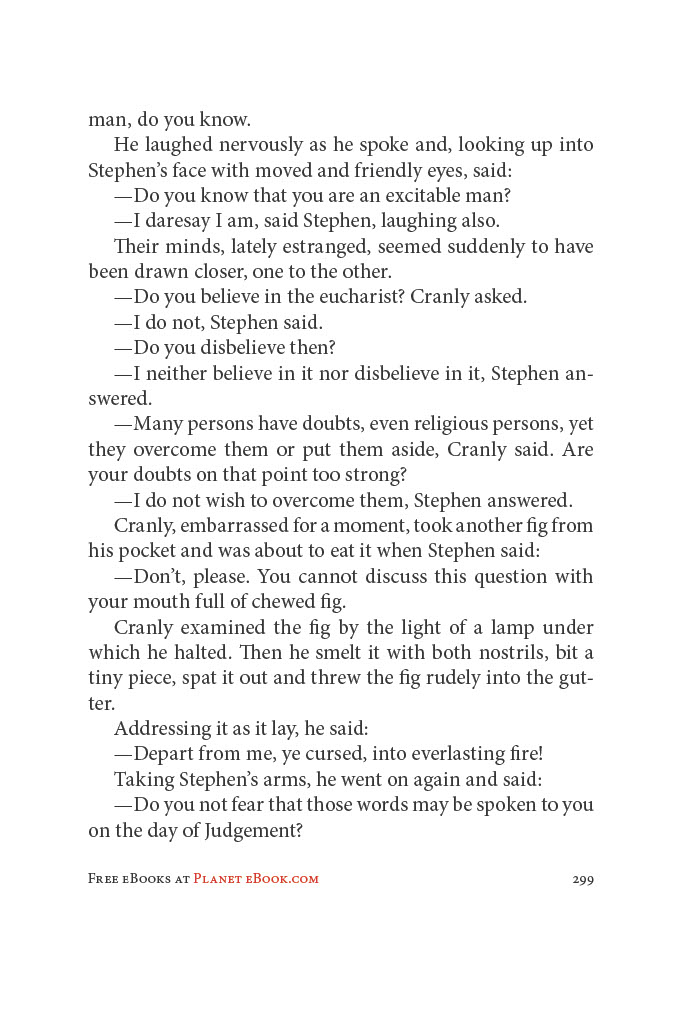 man, do you know.
He laughed nervously as he spoke and, looking up into
Stephen’s face with moved and friendly eyes, said:
—Do you know that you are an excitable man?
—I daresay I am, said Stephen, laughing also.
Their minds, lately estranged, seemed suddenly to have
been drawn closer, one to the other.
—Do you believe in the eucharist? Cranly asked.
—I do not, Stephen said.
—Do you disbelieve then?
—I neither believe in it nor disbelieve in it, Stephen an-
swered.
—Many persons have doubts, even religious persons, yet
they overcome them or put them aside, Cranly said. Are
your doubts on that point too strong?
—I do not wish to overcome them, Stephen answered.
Cranly, embarrassed for a moment, took another fig from
his pocket and was about to eat it when Stephen said:
—Don’t, please. You cannot discuss this question with
your mouth full of chewed fig.
Cranly examined the fig by the light of a lamp under
which he halted. Then he smelt it with both nostrils, bit a
tiny piece, spat it out and threw the fig rudely into the gut-
ter.
Addressing it as it lay, he said:
—Depart from me, ye cursed, into everlasting fire!
Taking Stephen’s arms, he went on again and said:
—Do you not fear that those words may be spoken to you
on the day of Judgement?
Free eBooks at Planet eBook.com 299